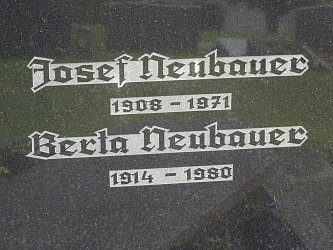 Josef Neubauer
1908 - 1971
Berta Neubauer
1914 - 1980